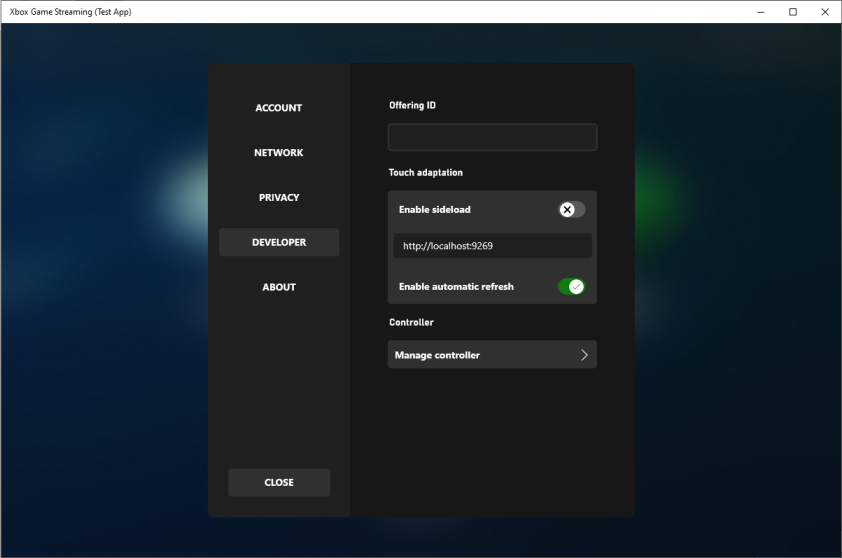 Xbox Game Streaming (Test App)
ACCOUNT
NETWORK
PRIVACY
DEVELOPER
ABOUT
CLOSE
Offering ID
Touch adaptation
Enable sideload
http://localhost:9269
Enable automatic refresh
Controller
Manage controller